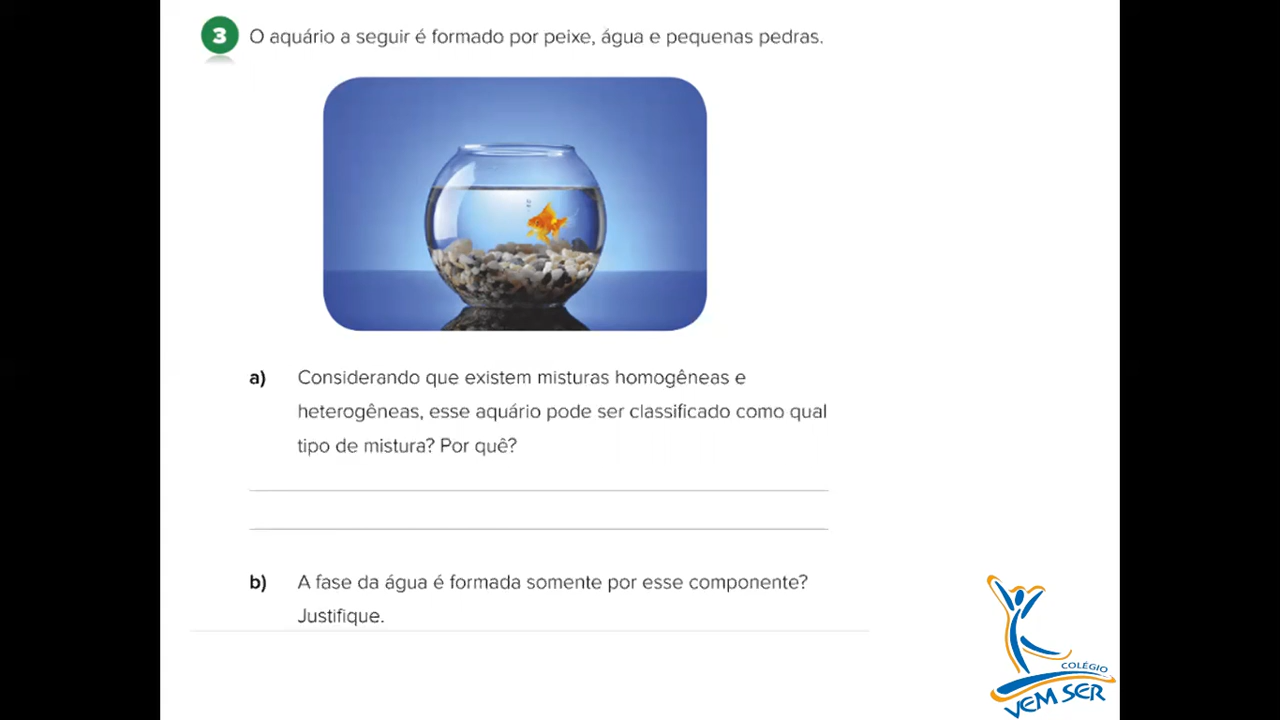 3 O aquário a seguir é formado por peixe, água e pequenas pedras.
a) Considerando que existem misturas homogêneas e
heterogêneas, esse aquário pode ser classificado como qual
tipo de mistura? Por quê?
b) A fase da água é formada somente por esse componente?
Justifique.
COLÉGIO
VEM SER